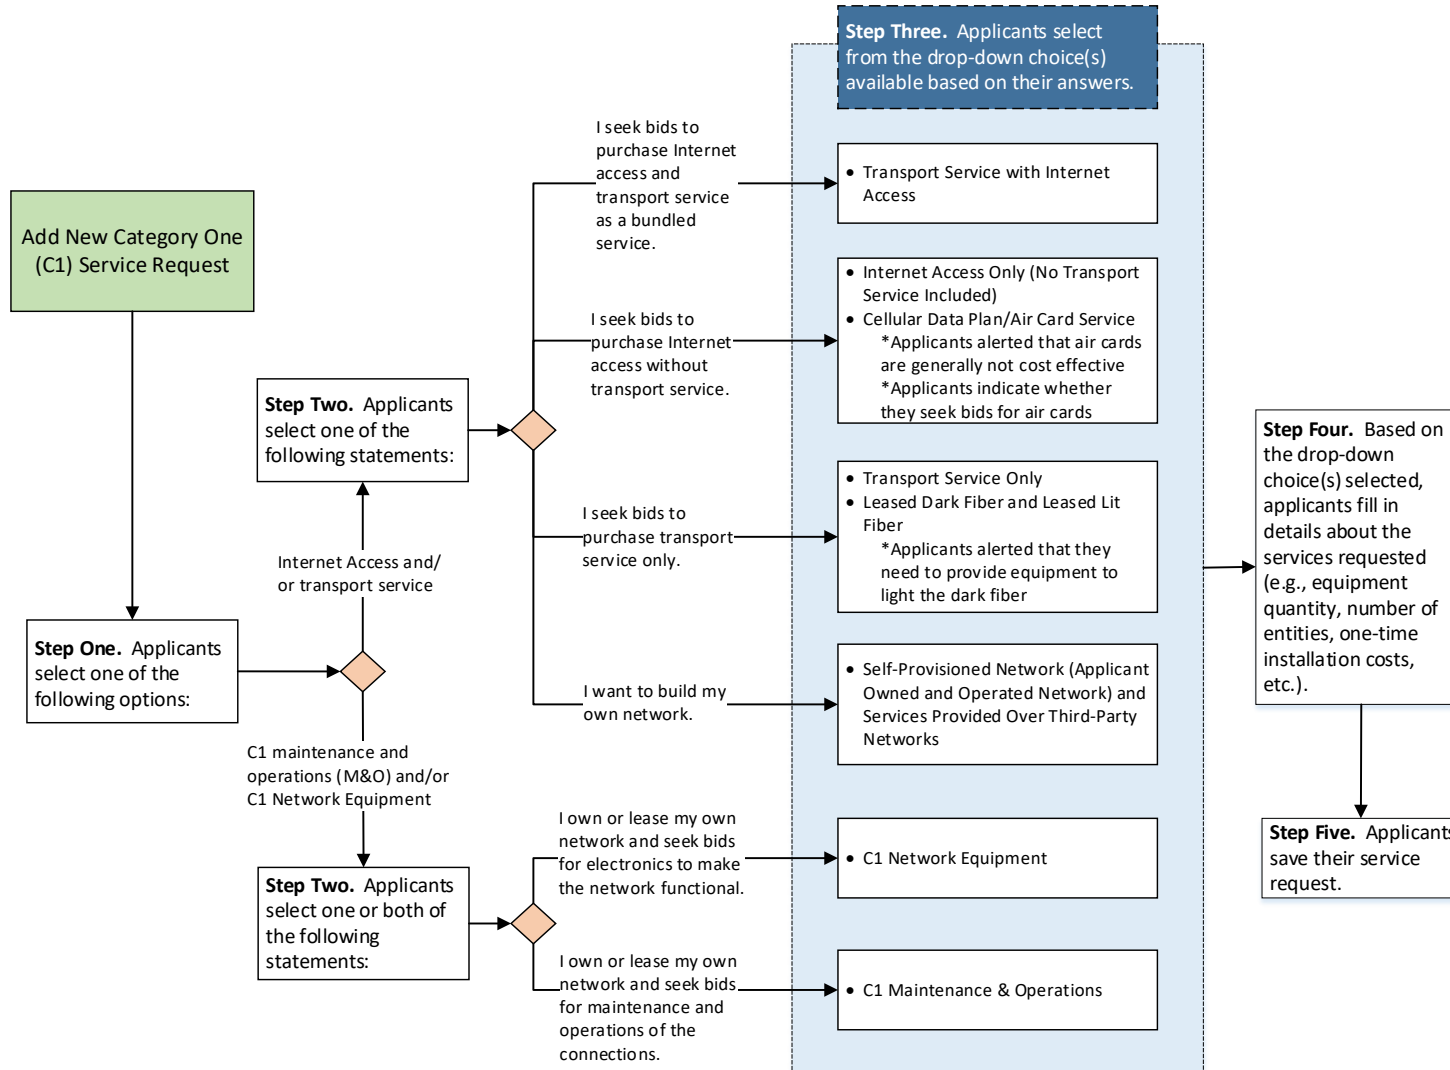 Step Three.  Applicants select
from the drop-down choice(s)
available based on their answers.
I seek bids to
purchase Internet
access and
transport service
as a bundled
service.
• Transport Service with Internet
Access
Add New Category One
(C1) Service Request
• Internet Access Only (No Transport
Service Included)
• Cellular Data Plan/Air Card Service
*Applicants alerted that air cards
are generally not cost effective
*Applicants indicate whether
they seek bids for air cards
I seek bids to
purchase Internet
access without
transport service.
Step Two.  Applicants
select one of the
following statements:
• Transport Service Only
• Leased Dark Fiber and Leased Lit
Fiber
*Applicants alerted that they
need to provide equipment to
light the dark fiber
I seek bids to
purchase transport
service only.
Internet Access and/
or transport service
Step Four.  Based on
the drop-down
choice(s) selected,
applicants fill in
details about the
services requested
(e.g., equipment
quantity, number of
entities, one-time
installation costs,
etc.).
Step One.  Applicants
select one of the
following options:
I want to build my
own network.
• Self-Provisioned Network (Applicant
Owned and Operated Network) and
Services Provided Over Third-Party
Networks
C1 maintenance and
operations (M&O) and/or
C1 Network Equipment
I own or lease my own
network and seek bids
for electronics to make
the network functional.
• C1 Network Equipment
Step Five.  Applicants
save their service
request.
Step Two.  Applicants
select one or both of
the following
statements:
I own or lease my own
network and seek bids
for maintenance and
operations of the
connections.
• C1 Maintenance & Operations